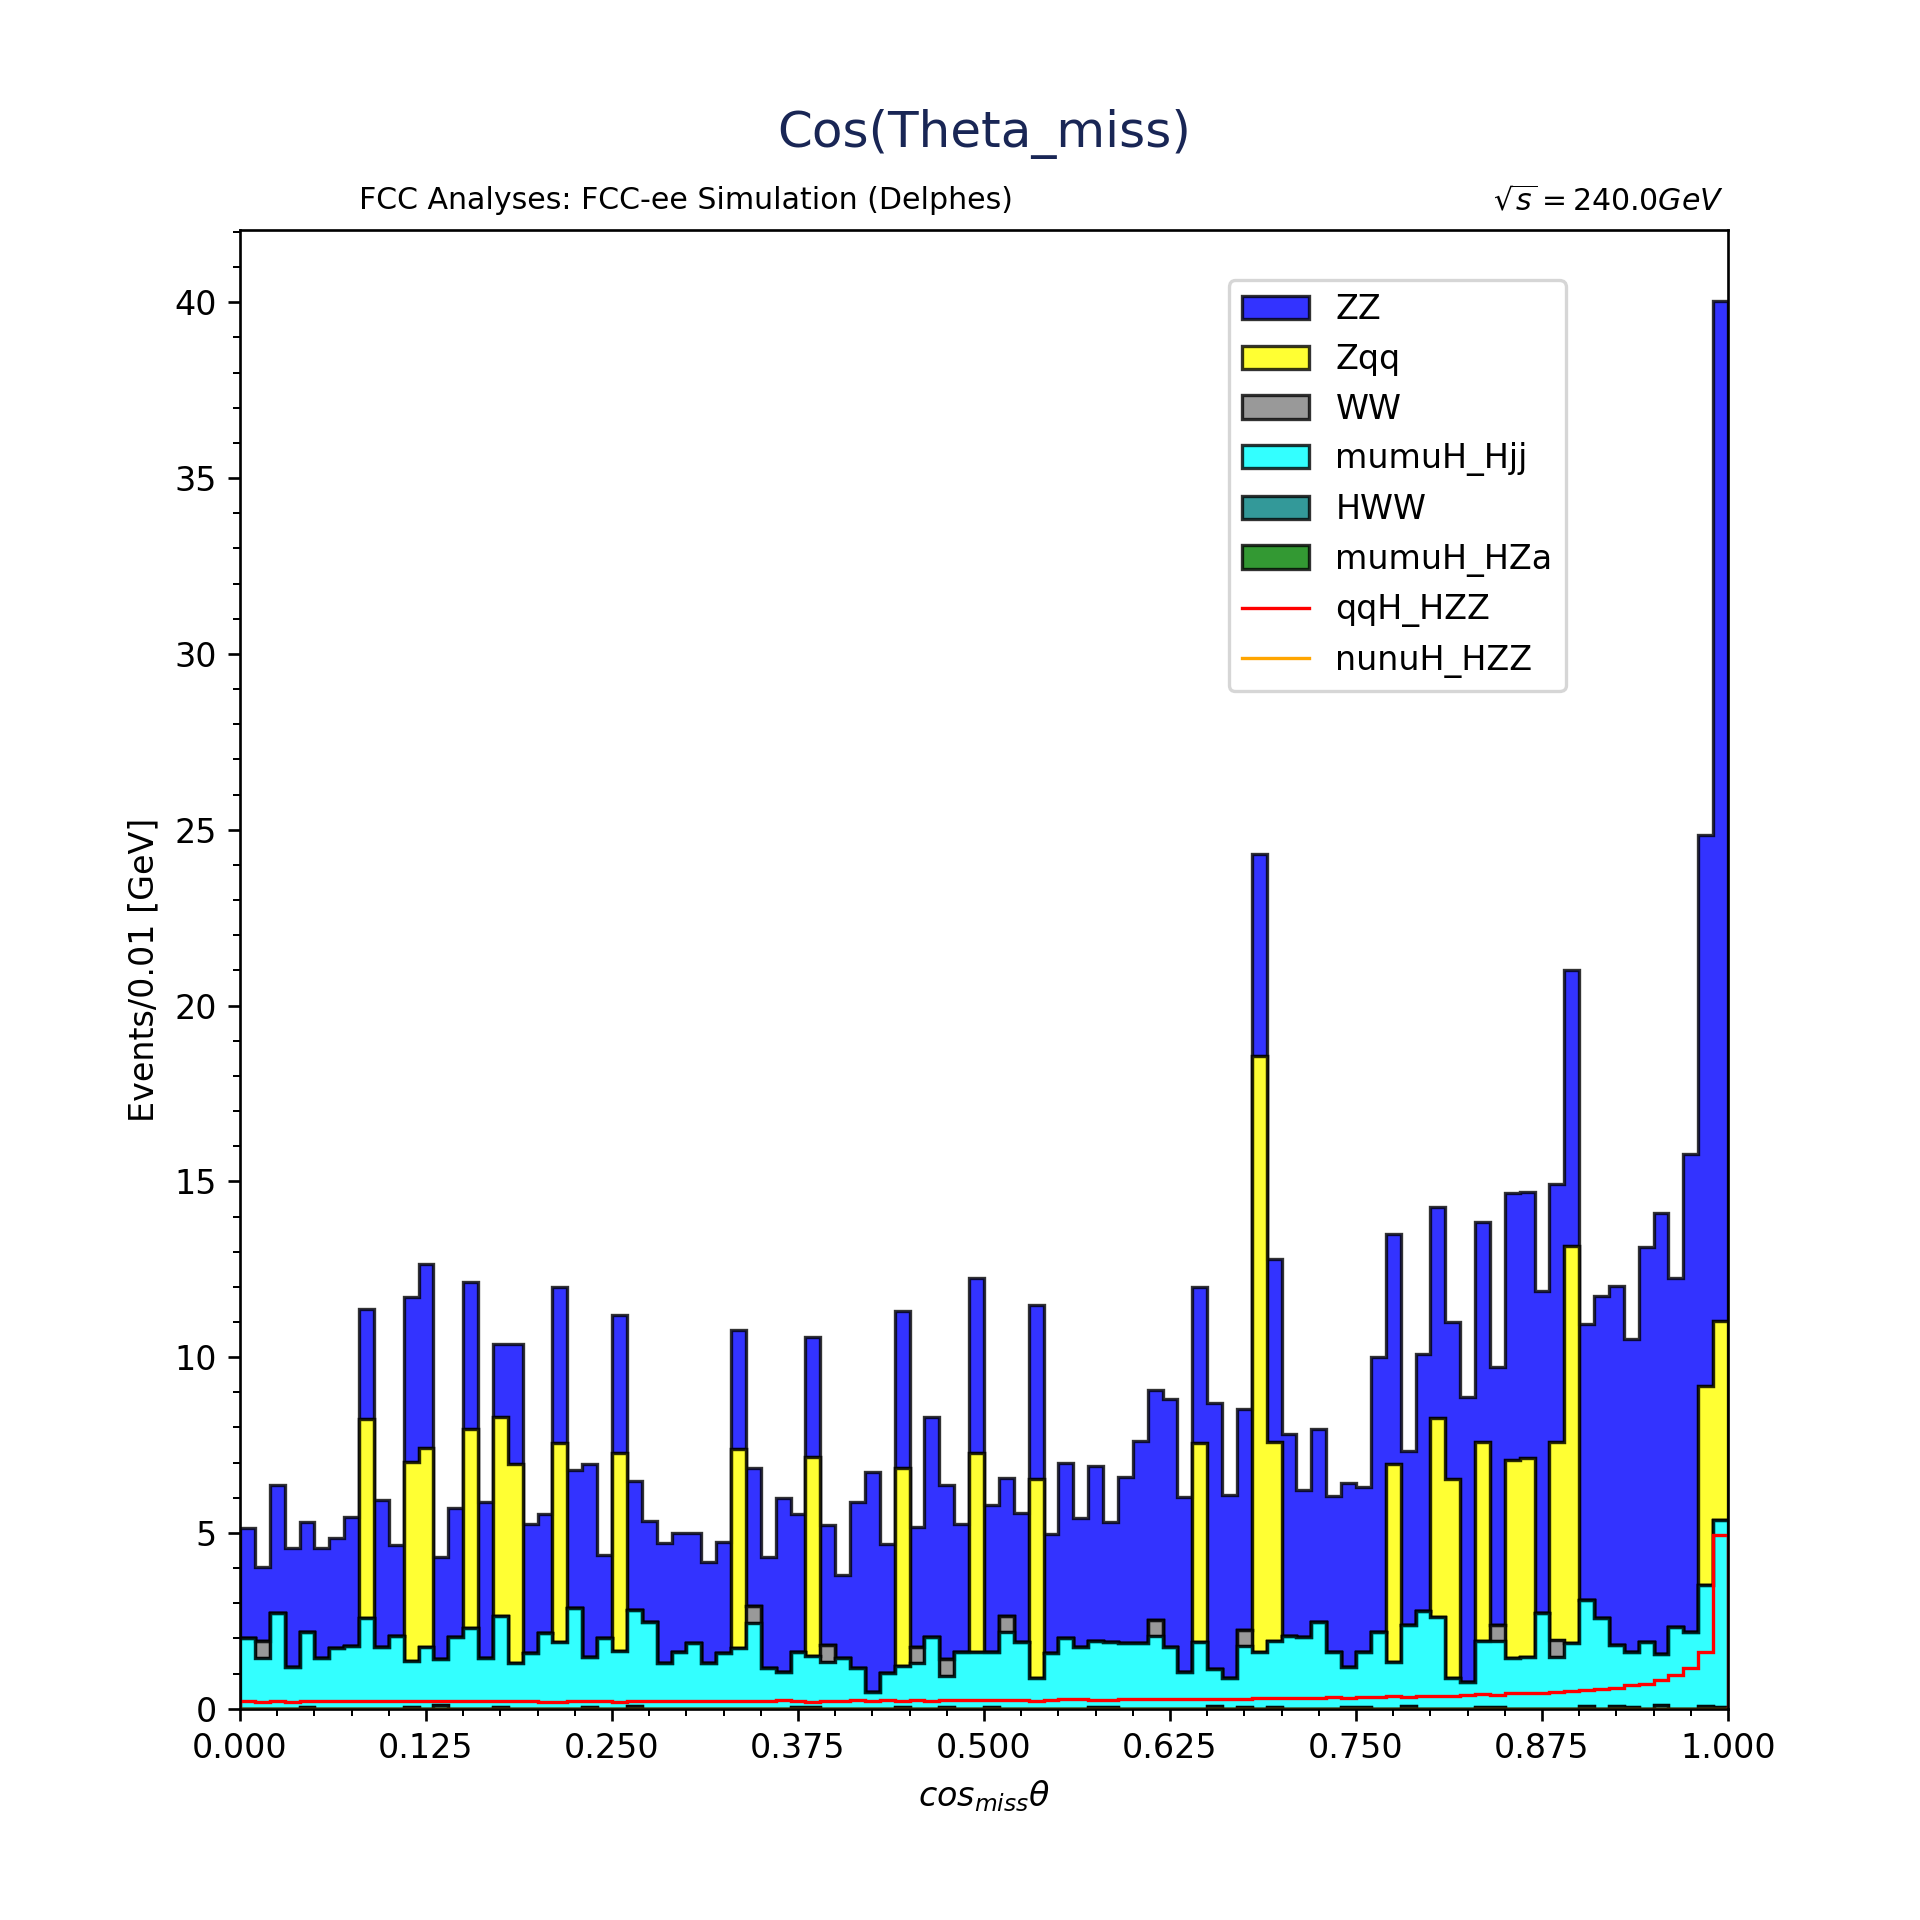 Cos(Theta_miss)
FCC Analyses: FCC-ee Simulation (Delphes)
√s = 240.0GeV
ZZ
Zqq
WW
mumuH_Hjj
HWW
mumuH_HZa
qqH_HZZ
nunuH_HZZ
40
35
30
25
20
15
10
5
0
Events/0.01 [GeV]
0.000 0.125 0.250 0.375 0.500 0.625 0.750 0.875 1.000
cos_miss θ